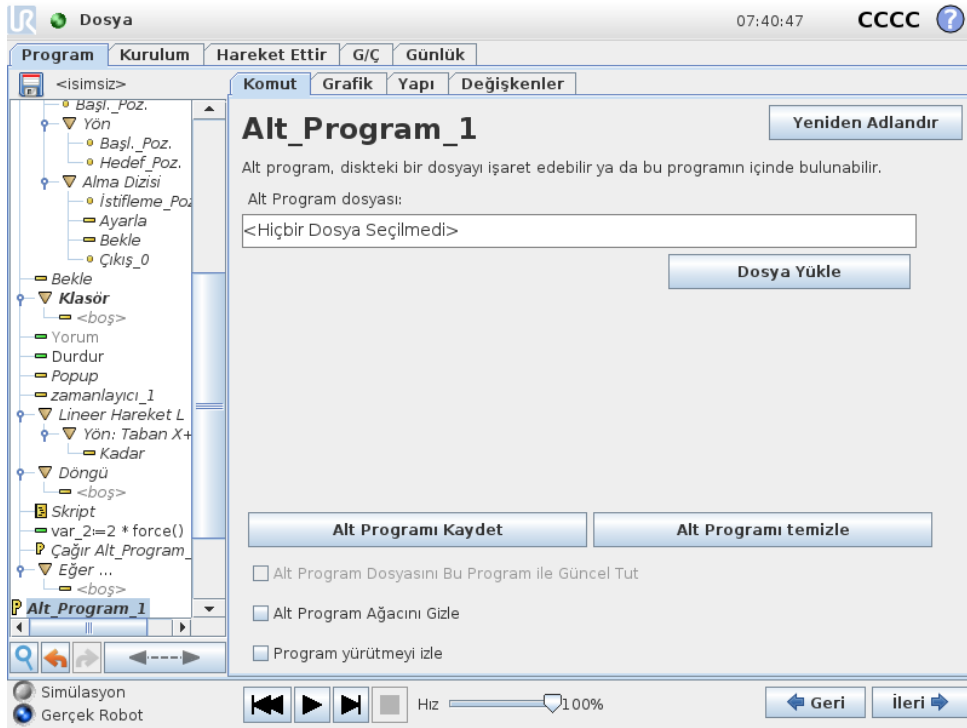 UR Dosya 07:40:47 CCCC ?
Program Kurulum Hareket Ettir G/Ç Günlük
<isimsiz>
Başl._Poz.
Yön
Başl._Poz.
Hedef_Poz.
Alma Dizisi
İstifleme_Poz
Ayarla
Bekle
Çıkış_0
Bekle
Klasör
<boş>
Yorum
Durdur
Popup
zamanlayıcı_1
Lineer Hareket L
Yön: Taban X+
Kadar
Döngü
<boş>
Skript
var_2:=2 * force()
Çağır Alt_Program_
Eğer ...
<boş>
Alt_Program_1
Komut Grafik Yapı Değişkenler
Alt_Program_1
Yeniden Adlandır
Alt program, diskteki bir dosyayı işaret edebilir ya da bu programın içinde bulunabilir.
Alt Program dosyası:
<Hiçbir Dosya Seçilmedi>
Dosya Yükle
Alt Programı Kaydet Alt Programı temizle
Alt Program Dosyasını Bu Program ile Güncel Tut
Alt Program Ağacını Gizle
Program yürütmeyi izle
Simülasyon
Gerçek Robot
Hız 100%
Geri İleri